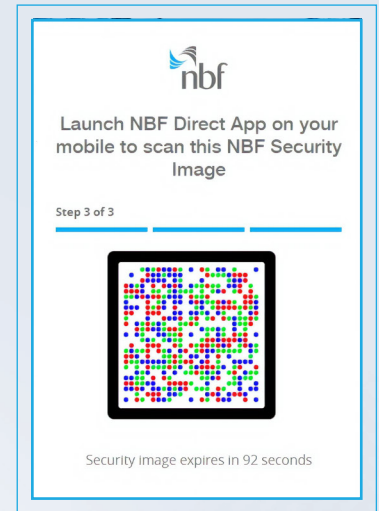 nbf
Launch NBF Direct App on your
mobile to scan this NBF Security
Image
Step 3 of 3
Security image expires in 92 seconds